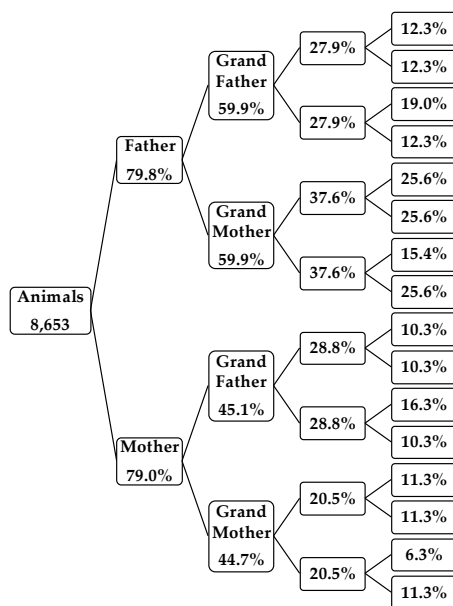 Animals
8,653
Father
79.8%
Mother
79.0%
Grand
Father
59.9%
Grand
Mother
59.9%
Grand
Father
45.1%
Grand
Mother
44.7%
27.9%
27.9%
37.6%
37.6%
28.8%
28.8%
20.5%
20.5%
12.3%
12.3%
19.0%
12.3%
25.6%
25.6%
15.4%
25.6%
10.3%
10.3%
16.3%
10.3%
11.3%
11.3%
6.3%
11.3%